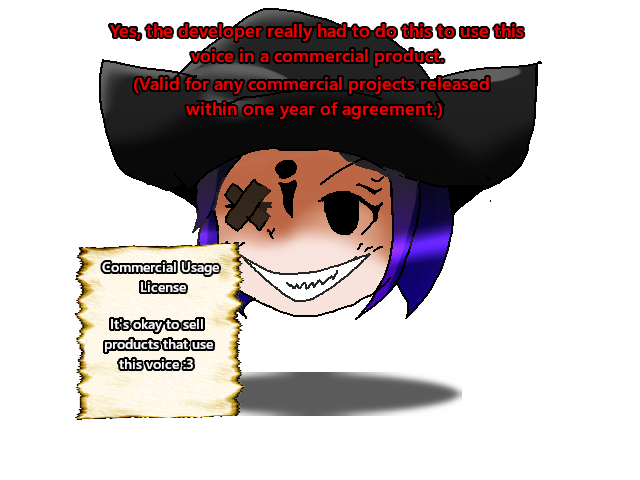 Yes, the developer really had to do this to use this
voice in a commercial product.
(Valid for any commercial projects released
within one year of agreement.)
Commercial Usage
License
It's okay to sell
products that use
this voice :3